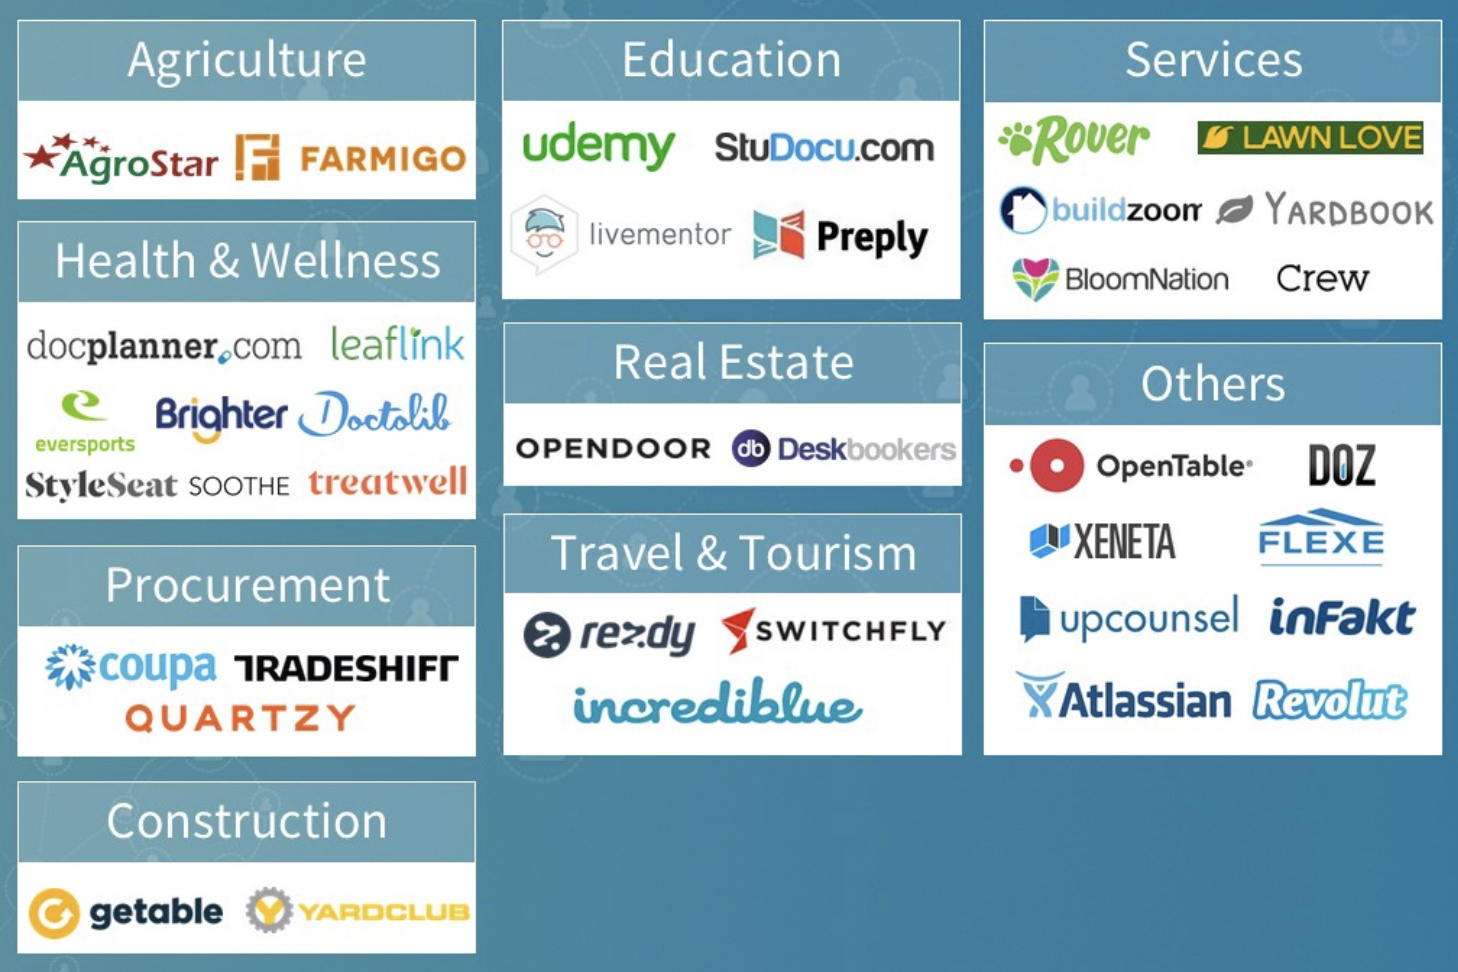 Agriculture
AgroStar FARMIGO
Health & Wellness
docplanner.com leaflink
eversports Brighter Doctolib
StyleSeat SOOTHE treatwell
Procurement
coupa TRADESHIFT
QUARTZY
Construction
getable YARDCLUB
Education
udemy StuDocu.com
livementor Preply
Real Estate
OPENDOOR db Deskbookers
Travel & Tourism
rezdy SWITCHFLY
incrediblue
Services
Rover LAWN LOVE
buildzoom YARDBOOK
BloomNation Crew
Others
OpenTable® DOZ
XENETA FLEXE
upcounsel inFakt
Atlassian Revolut